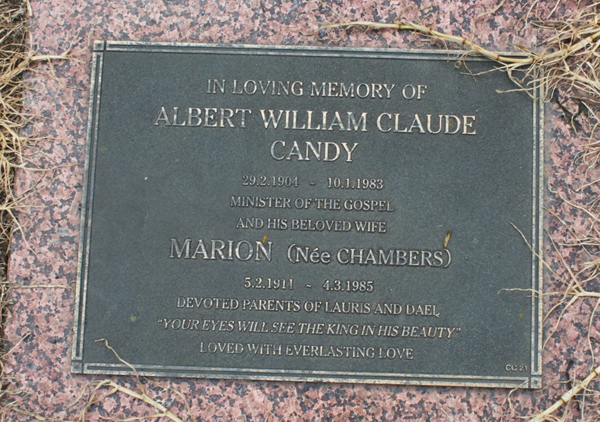 IN LOVING MEMORY OF
ALBERT WILLIAM CLAUDE
CANDY
29.2.1904 - 10.1.1983
MINISTER OF THE GOSPEL
AND HIS BELOVED WIFE
MARION (Née CHAMBERS)
5.2.1911 - 4.3.1985
DEVOTED PARENTS OF LAURIS AND DAEL
"YOUR EYES WILL SEE THE KING IN HIS BEAUTY"
LOVED WITH EVERLASTING LOVE